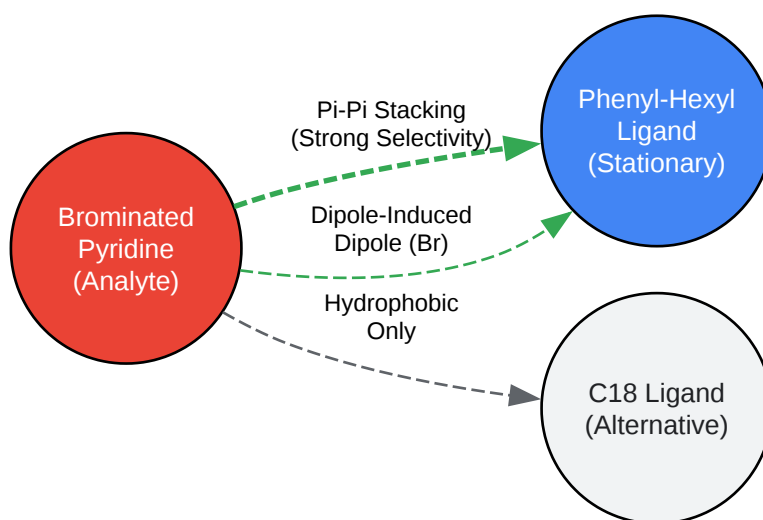 Pi-Pi Stacking
(Strong Selectivity)
Phenyl-Hexyl
Ligand
(Stationary)
Brominated
Pyridine
(Analyte)
Dipole-Induced
Dipole (Br)
Hydrophobic
Only
C18 Ligand
(Alternative)